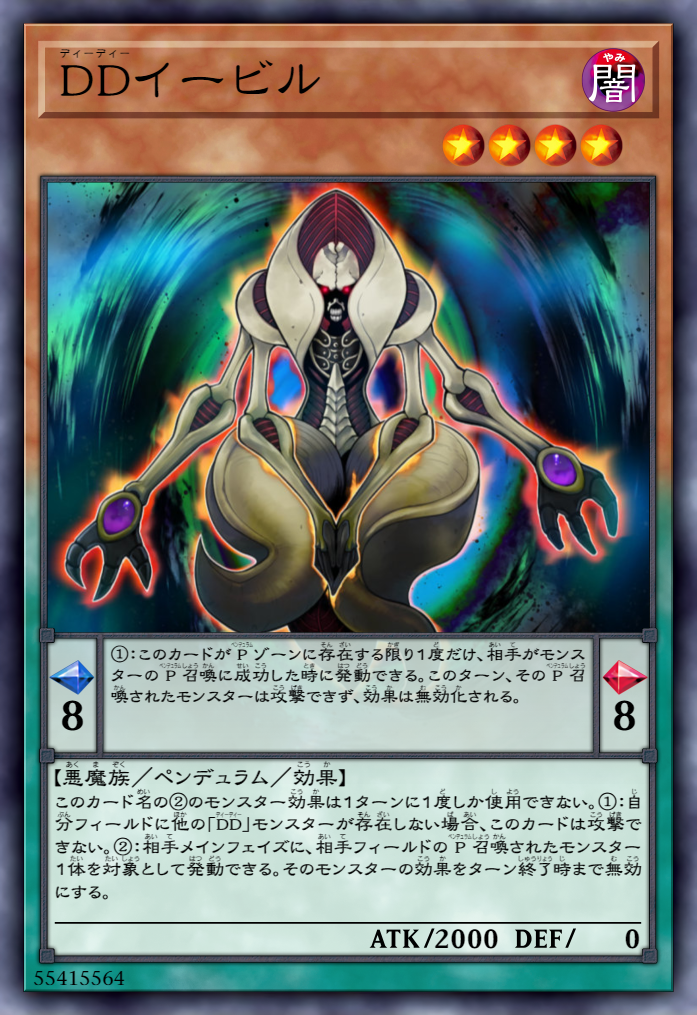 ディーディー
DDイービル
やみ
闇
8
①:このカードがPゾーンに存在する限り1度だけ、相手がモンス
ターのP召喚に成功した時に発動できる。このターン、そのP召
喚されたモンスターは攻撃できず、効果は無効化される。
8
【悪魔族／ペンデュラム／効果】
このカード名の②のモンスター効果は1ターンに1度しか使用できない。①:自
分フィールドに他の「DD」モンスターが存在しない場合、このカードは攻撃で
きない。②:相手メインフェイズに、相手フィールドのP召喚されたモンスター
1体を対象として発動できる。そのモンスターの効果をターン終了時まで無効
にする。
ATK/2000 DEF/ 0
55415564